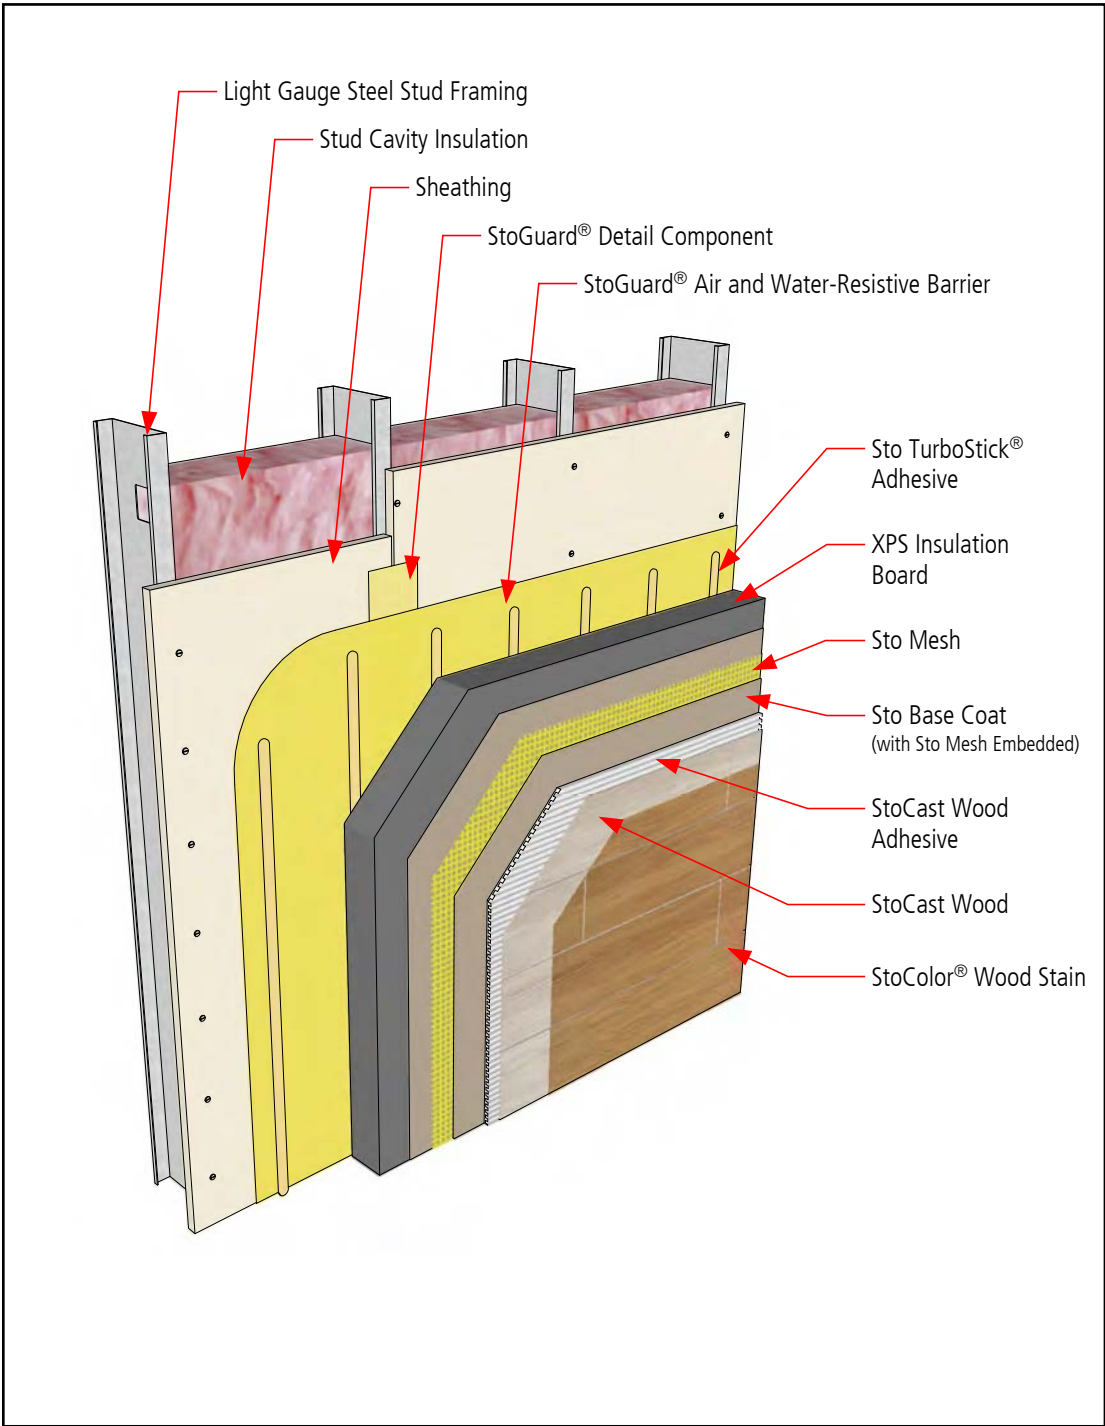 Light Gauge Steel Stud Framing
Stud Cavity Insulation
Sheathing
StoGuard® Detail Component
StoGuard® Air and Water-Resistive Barrier
Sto TurboStick®
Adhesive
XPS Insulation
Board
Sto Mesh
Sto Base Coat
(with Sto Mesh Embedded)
StoCast Wood
Adhesive
StoCast Wood
StoColor® Wood Stain